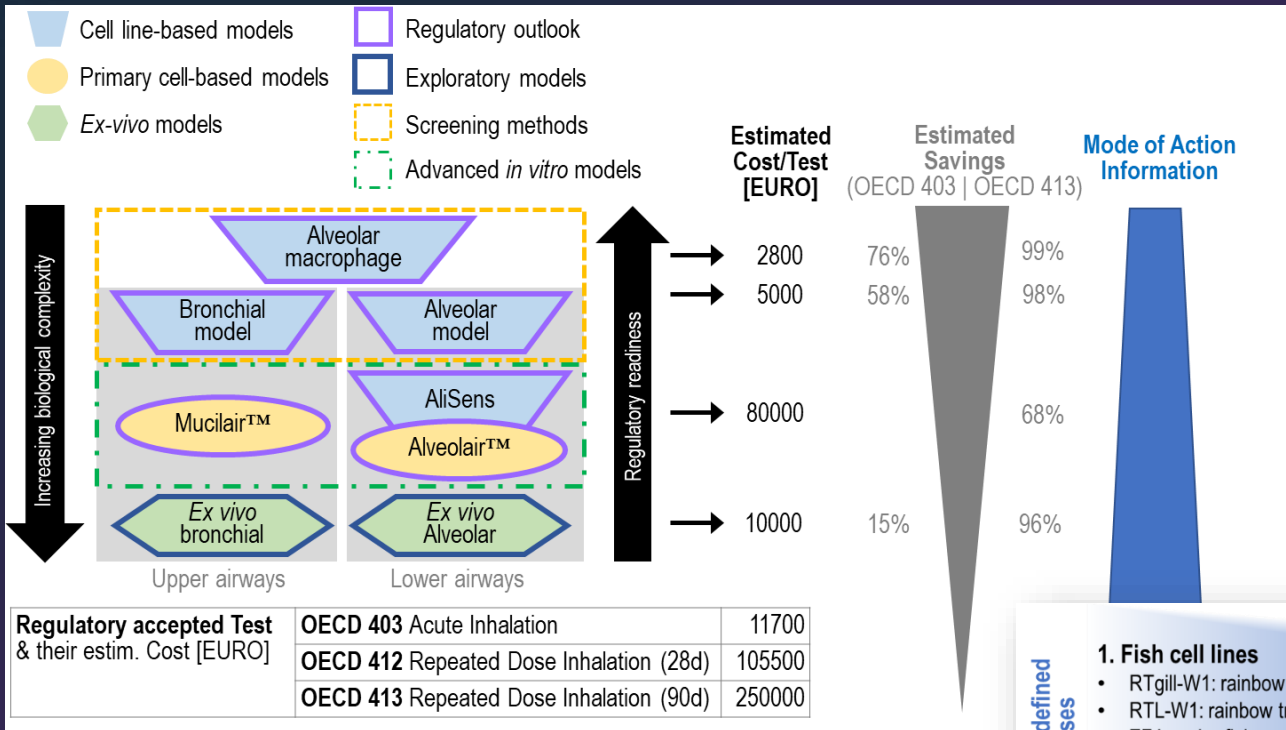 Cell line-based models
Primary cell-based models
Ex-vivo models
Regulatory outlook
Exploratory models
Screening methods
Advanced in vitro models
Estimated
Cost/Test
[EURO]
Estimated
Savings
(OECD 403 | OECD 413)
Mode of Action
Information
Increasing biological complexity
Alveolar
macrophage
Bronchial
model
Alveolar
model
Mucilair™
AliSens
Alveolair™
Ex vivo
bronchial
Ex vivo
Alveolar
Upper airways
Lower airways
Regulatory readiness
2800 76% 99%
5000 58% 98%
80000 68%
10000 15% 96%
Regulatory accepted Test
& their estim. Cost [EURO]
OECD 403 Acute Inhalation 11700
OECD 412 Repeated Dose Inhalation (28d) 105500
OECD 413 Repeated Dose Inhalation (90d) 250000
defined
1. Fish cell lines
• RTgill-W1: rainbow
• RTL-W1: rainbow